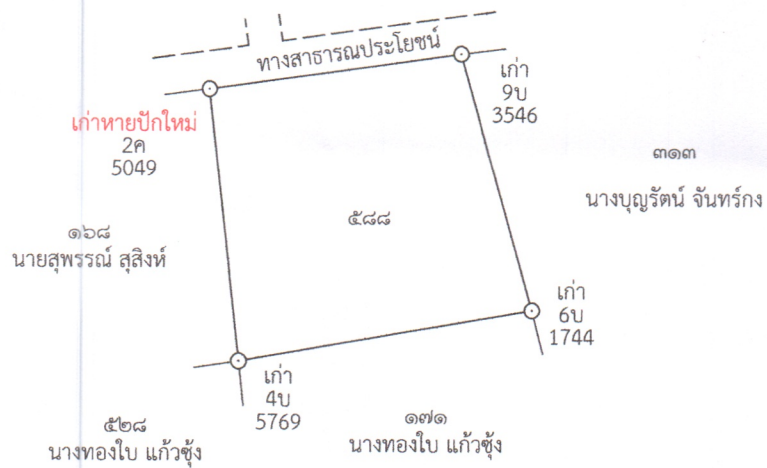 ทางสาธารณประโยชน์
เก่า
9บ
3546
เก่าหายปักใหม่
2ค
5049
๓๑๓
นางบุญรัตน์ จันทร์กง
๕๘๘
๑๖๘
นายสุพรรณ์ สุสิงห์
เก่า
6บ
1744
เก่า
4บ
5769
๕๒๘
นางทองใบ แก้วซุ้ง
๑๗๑
นางทองใบ แก้วซุ้ง